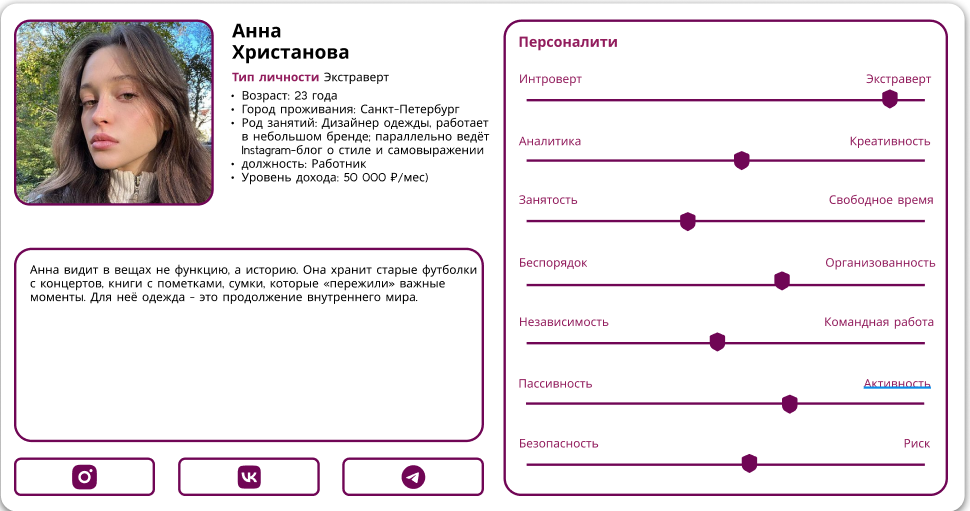 Анна
Христанова
Тип личности Экстраверт
• Возраст: 23 года
• Город проживания: Санкт-Петербург
• Род занятий: Дизайнер одежды, работает
в небольшом бренде; параллельно ведёт
Instagram-блог о стиле и самовыражении
• должность: Работник
• Уровень дохода: 50 000 ₽/мес)
Анна видит в вещах не функцию, а историю. Она хранит старые футболки
с концертов, книги с пометками, сумки, которые «пережили» важные
моменты. Для неё одежда - это продолжение внутреннего мира.
Персоналити
Интроверт Экстраверт
Аналитика Креативность
Занятость Свободное время
Беспорядок Организованность
Независимость Командная работа
Пассивность Активность
Безопасность Риск